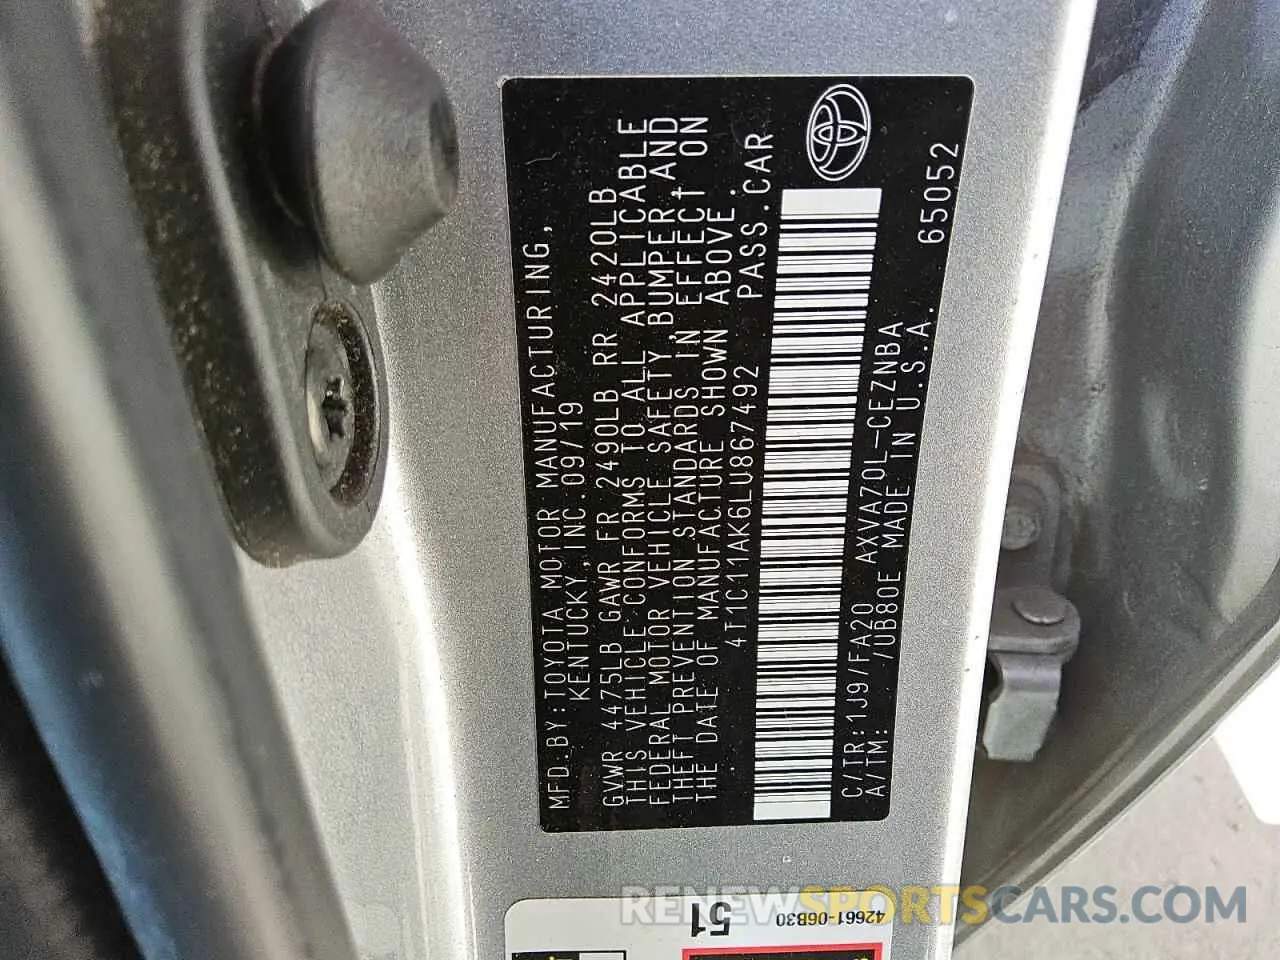 MFD.BY:TOYOTA MOTOR MANUFACTURING,
KENTUCKY,INC.09/19
GVWR 4475LB GAWR FR 2490LB RR 2420LB
THIS VEHICLE CONFORMS TO ALL APPLICABLE
FEDERAL MOTOR VEHICLE SAFETY,BUMPER,AND
THEFT PREVENTION STANDARDS IN EFFECT ON
THE DATE OF MANUFACTURE SHOWN ABOVE.
4T1C11AK6LU867492 PASS.CAR
C/TR:1J9/FA20 AXVA70L-CEZNBA
A/TM: /UB80E MADE IN U.S.A.
65052
51
42661-06B30
RENEWSPORTSCARS.COM